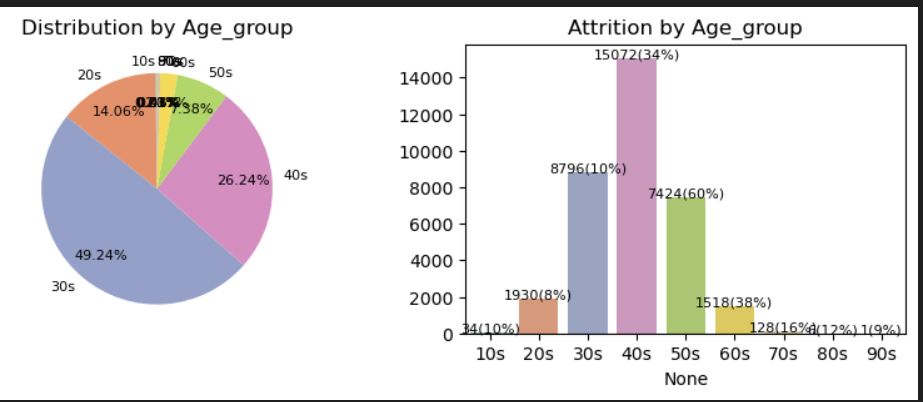 Distribution by Age_group
10s
50s
20s
14.06%
7.38%
26.24%
40s
49.24%
30s
Attrition by Age_group
15072(34%)
14000
12000
10000
8796(10%)
8000
7424(60%)
6000
4000
2000
1930(8%)
1518(38%)
0
34(10%)
128(16%)
1(9%)
10s 20s 30s 40s 50s 60s 70s 80s 90s
None